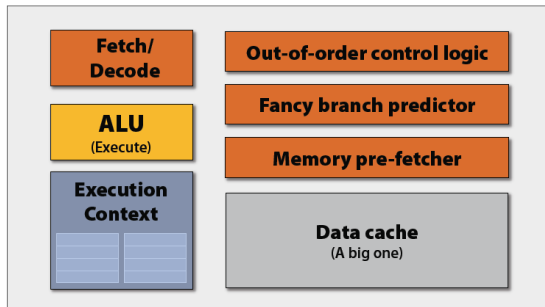 Fetch/
Decode
ALU
(Execute)
Execution
Context
Out-of-order control logic
Fancy branch predictor
Memory pre-fetcher
Data cache
(A big one)